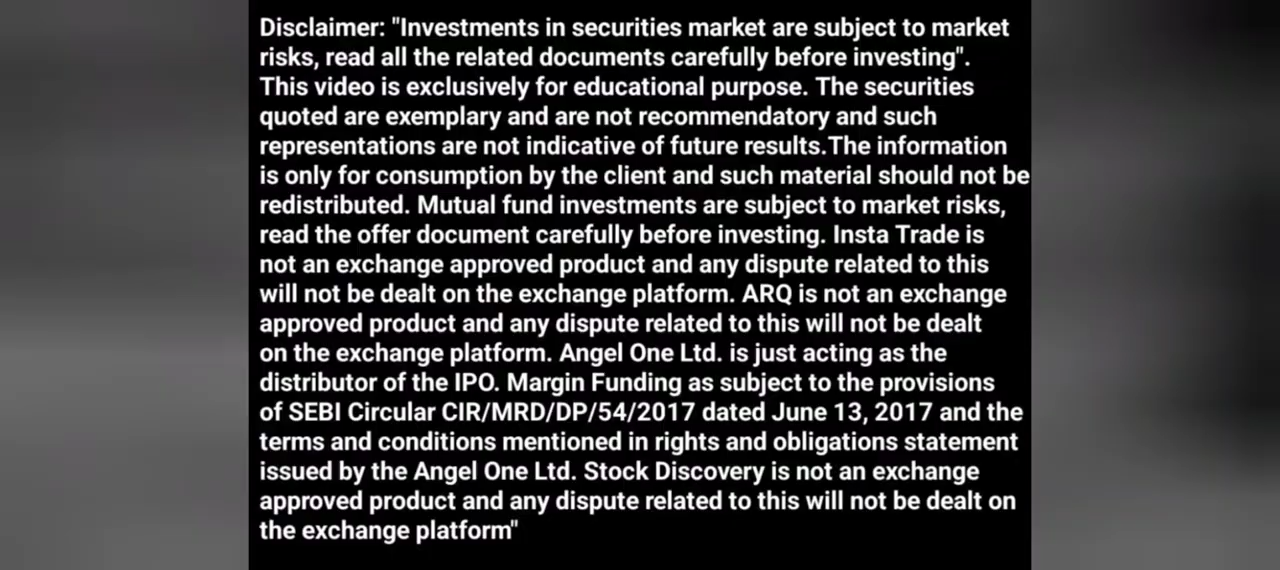 Disclaimer: "Investments in securities market are subject to market
risks, read all the related documents carefully before investing".
This video is exclusively for educational purpose. The securities
quoted are exemplary and are not recommendatory and such
representations are not indicative of future results.The information
is only for consumption by the client and such material should not be
redistributed. Mutual fund investments are subject to market risks,
read the offer document carefully before investing. Insta Trade is
not an exchange approved product and any dispute related to this
will not be dealt on the exchange platform. ARQ is not an exchange
approved product and any dispute related to this will not be dealt
on the exchange platform. Angel One Ltd. is just acting as the
distributor of the IPO. Margin Funding as subject to the provisions
of SEBI Circular CIR/MRD/DP/54/2017 dated June 13, 2017 and the
terms and conditions mentioned in rights and obligations statement
issued by the Angel One Ltd. Stock Discovery is not an exchange
approved product and any dispute related to this will not be dealt on
the exchange platform"